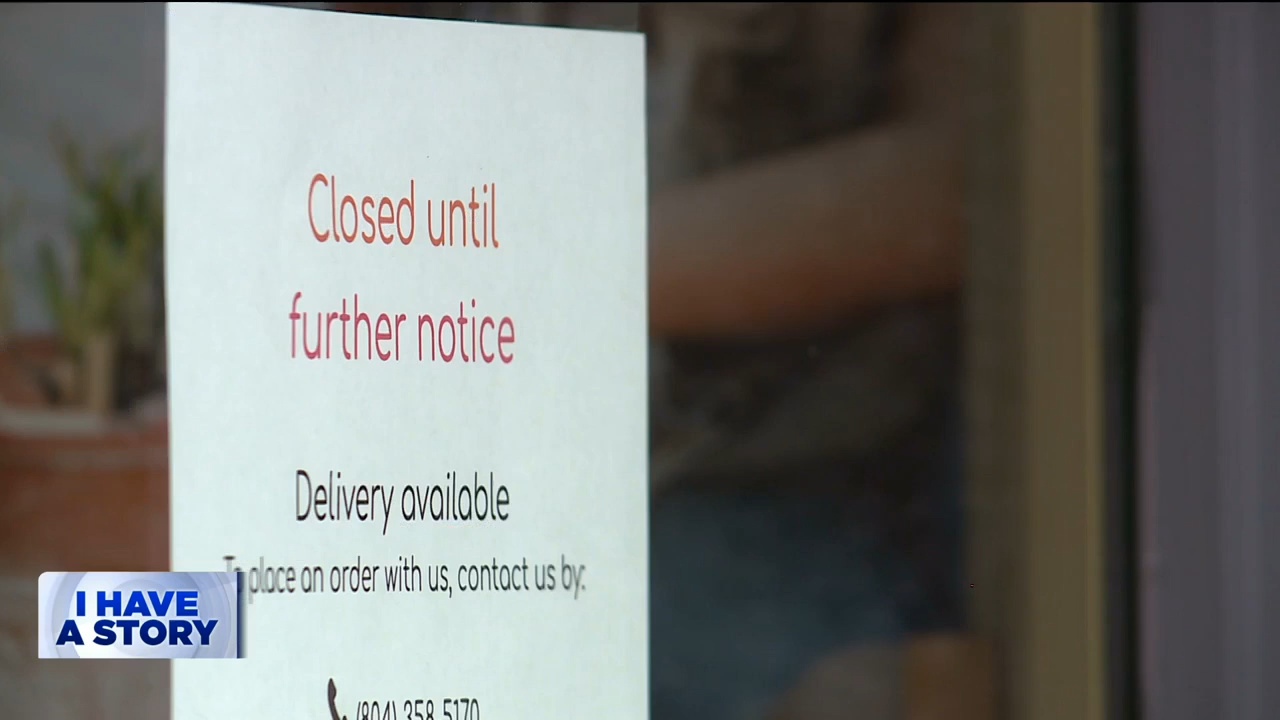 Closed until
further notice
Delivery available
To place an order with us, contact us by:
(804) 358 5170
I HAVE
A STORY